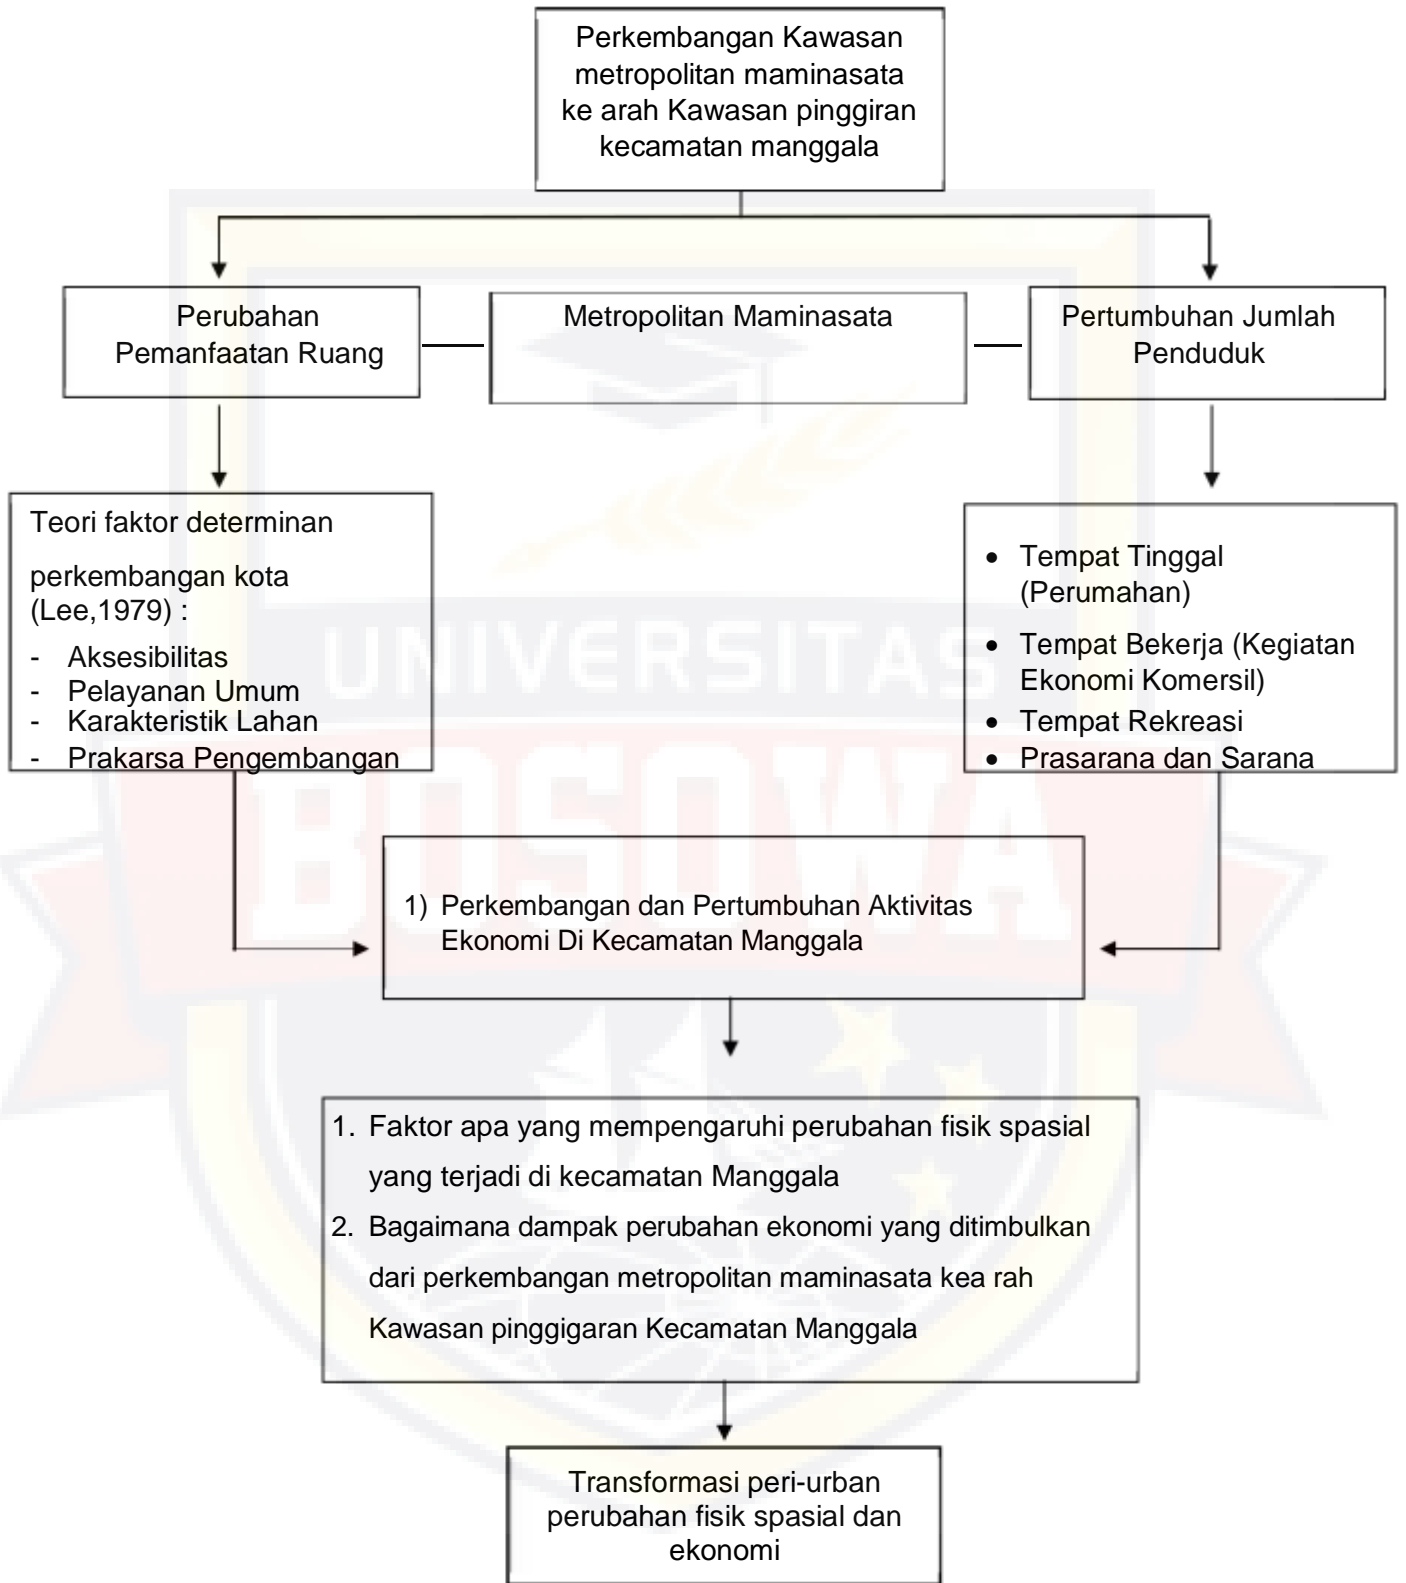 Perkembangan Kawasan
metropolitan maminasata
ke arah Kawasan pinggiran
kecamatan manggala
Perubahan
Pemanfaatan Ruang
Metropolitan Maminasata
Pertumbuhan Jumlah
Penduduk
Teori faktor determinan
perkembangan kota
(Lee,1979) :
- Aksesibilitas
- Pelayanan Umum
- Karakteristik Lahan
- Prakarsa Pengembangan
• Tempat Tinggal
(Perumahan)
• Tempat Bekerja (Kegiatan
Ekonomi Komersil)
• Tempat Rekreasi
• Prasarana dan Sarana
UNIVERSITAS
BOSOWA
1) Perkembangan dan Pertumbuhan Aktivitas
Ekonomi Di Kecamatan Manggala
1. Faktor apa yang mempengaruhi perubahan fisik spasial
yang terjadi di kecamatan Manggala
2. Bagaimana dampak perubahan ekonomi yang ditimbulkan
dari perkembangan metropolitan maminasata kea rah
Kawasan pinggigaran Kecamatan Manggala
Transformasi peri-urban
perubahan fisik spasial dan
ekonomi